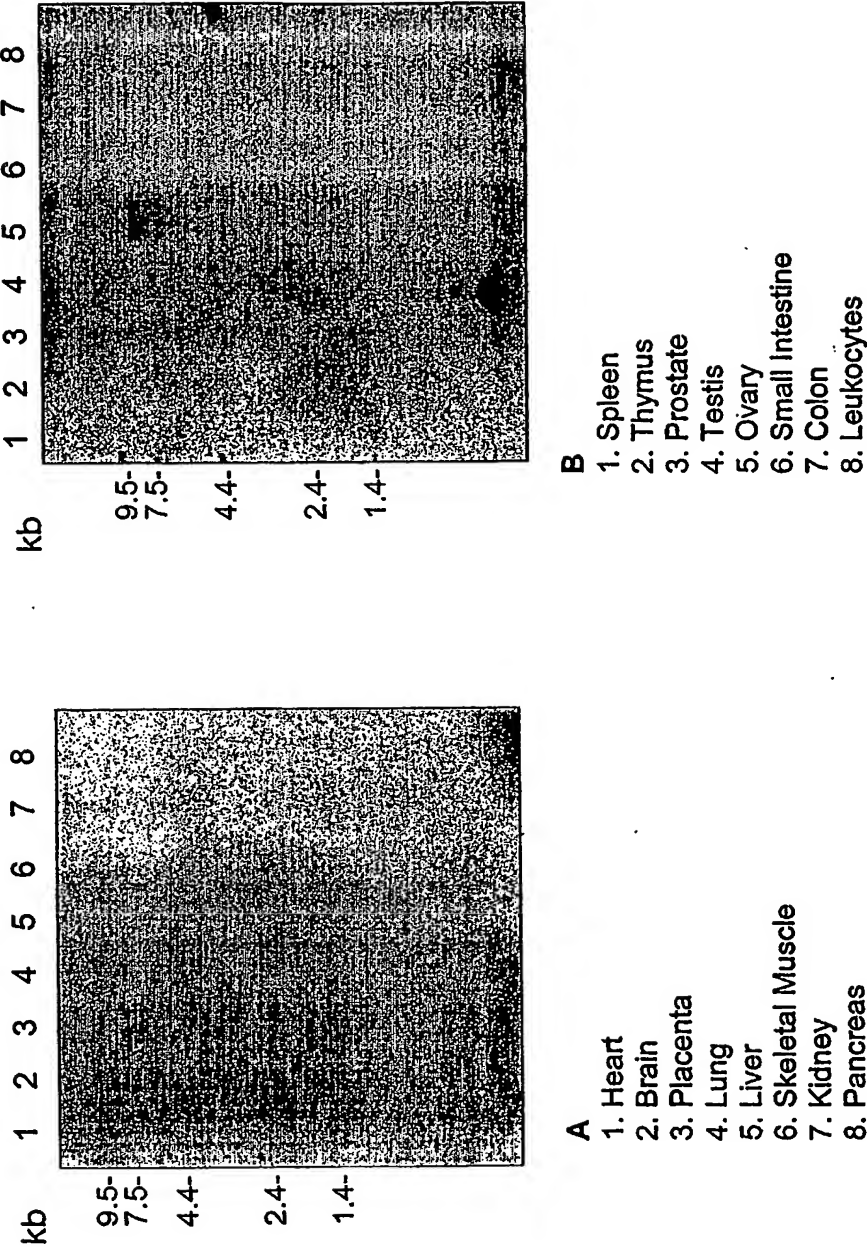 kb
1 2 3 4 5 6 7 8
9.5-
7.5-
4.4-
2.4-
1.4-
A
1. Heart
2. Brain
3. Placenta
4. Lung
5. Liver
6. Skeletal Muscle
7. Kidney
8. Pancreas
kb
1 2 3 4 5 6 7 8
9.5-
7.5-
4.4-
2.4-
1.4-
B
1. Spleen
2. Thymus
3. Prostate
4. Testis
5. Ovary
6. Small Intestine
7. Colon
8. Leukocytes